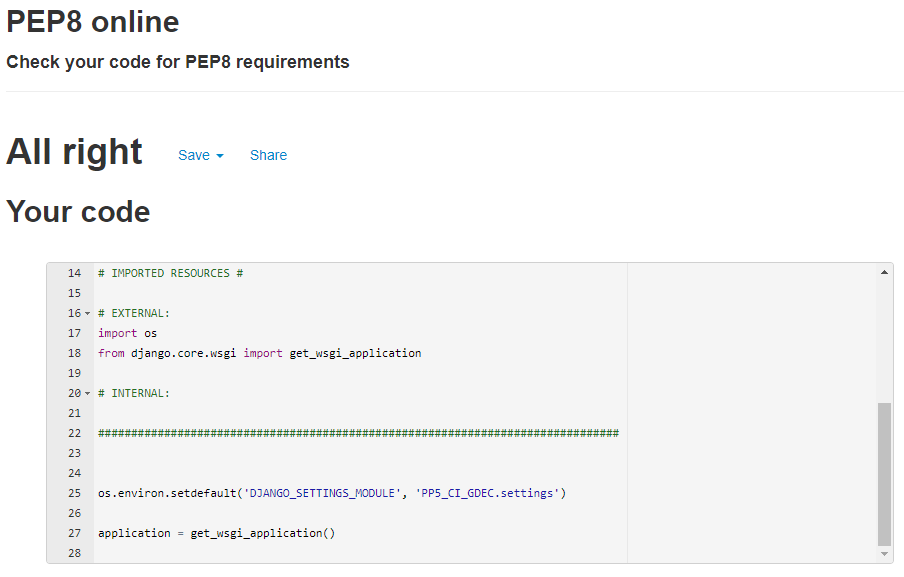 PEP8 online
Check your code for PEP8 requirements
All right Save Share
Your code
14 # IMPORTED RESOURCES #
15
16 # EXTERNAL:
17 import os
18 from django.core.wsgi import get_wsgi_application
19
20 # INTERNAL:
21
22 ###############################################################################
23
24
25 os.environ.setdefault('DJANGO_SETTINGS_MODULE', 'PP5_CI_GDEC.settings')
26
27 application = get_wsgi_application()
28